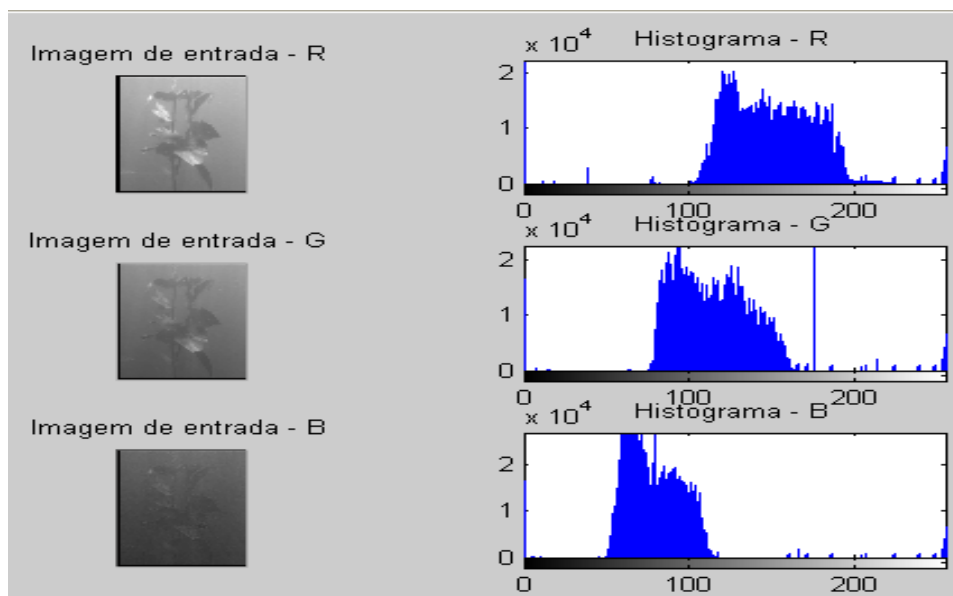 Imagem de entrada - R
x 10^4 Histograma - R
2
1
0
0 100 200
Imagem de entrada - G
x 10^4 Histograma - G
2
1
0
0 100 200
Imagem de entrada - B
x 10^4 Histograma - B
2
1
0
0 100 200